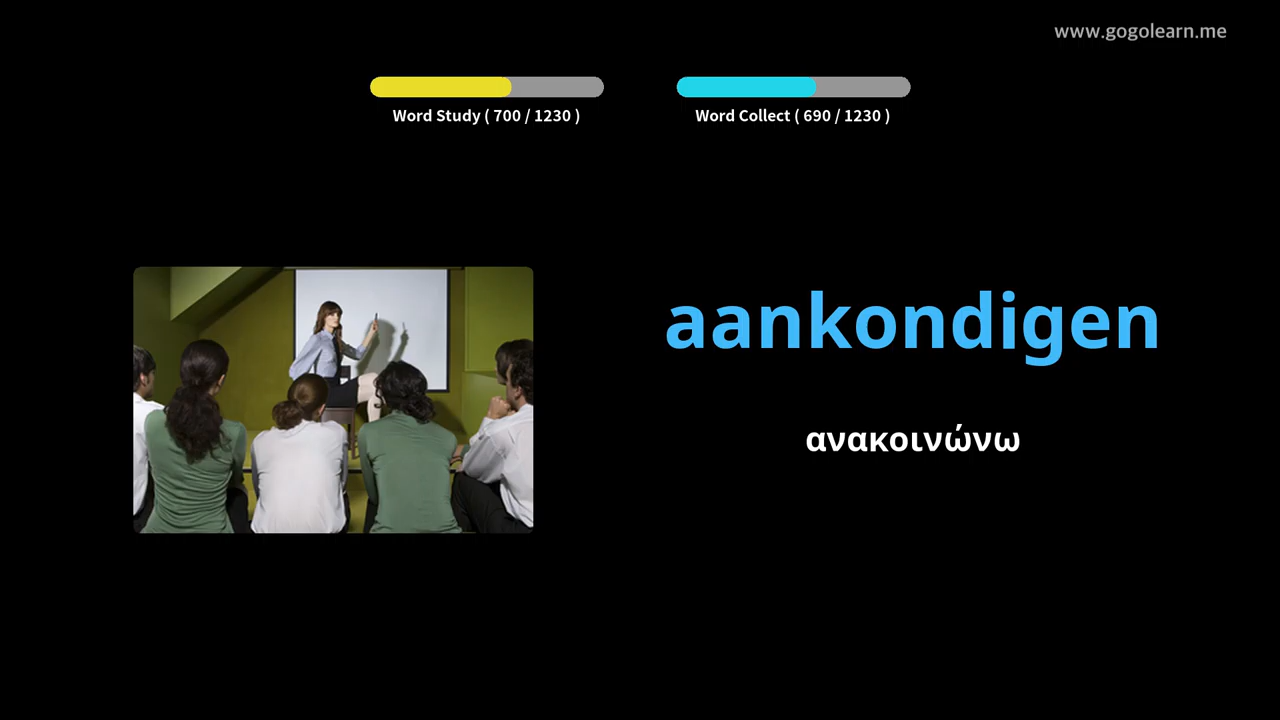 www.gogolearn.me
Word Study ( 700 / 1230 )
Word Collect ( 690 / 1230 )
aankondigen
ανακοινώνω